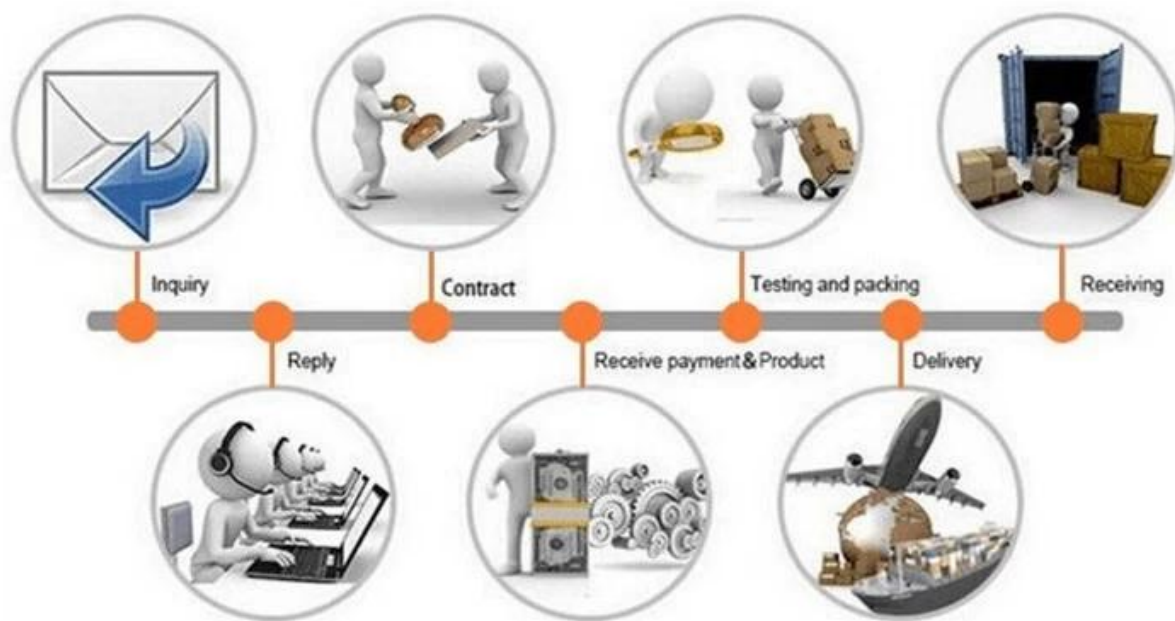 Inquiry
Contract
Testing and packing
Receiving
Reply
Receive payment&Product
Delivery